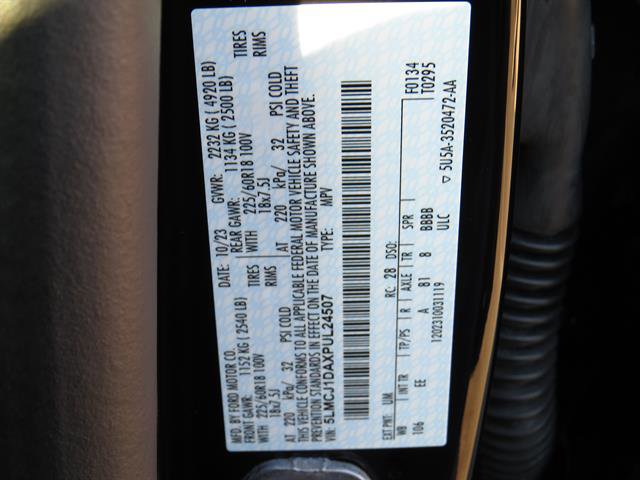 MFD. BY FORD MOTOR CO.
DATE: 10/23
GVWR: 2232 KG ( 4920 LB)
FRONT GAWR: 1152 KG ( 2540 LB)
REAR GAWR: 1134 KG ( 2500 LB)
WITH 225/60R18 100V TIRES
18x7.5J RIMS
AT 220 kPa/ 32 PSI COLD
WITH 225/60R18 100V TIRES
18x7.5J RIMS
AT 220 kPa/ 32 PSI COLD
THIS VEHICLE CONFORMS TO ALL APPLICABLE FEDERAL MOTOR VEHICLE SAFETY AND THEFT
PREVENTION STANDARDS IN EFFECT ON THE DATE OF MANUFACTURE SHOWN ABOVE.
VIN: 5LMCJ1DAXPUL24507
TYPE: MPV
F0134
T0295
EXT PNT: UM RC: 28 DSO:
WB INT TR TP/PS R AXLE TR SPR
106 EE A B1 8 BBBB
1202310031119 ULC
▽ 5U5A-3520472-AA